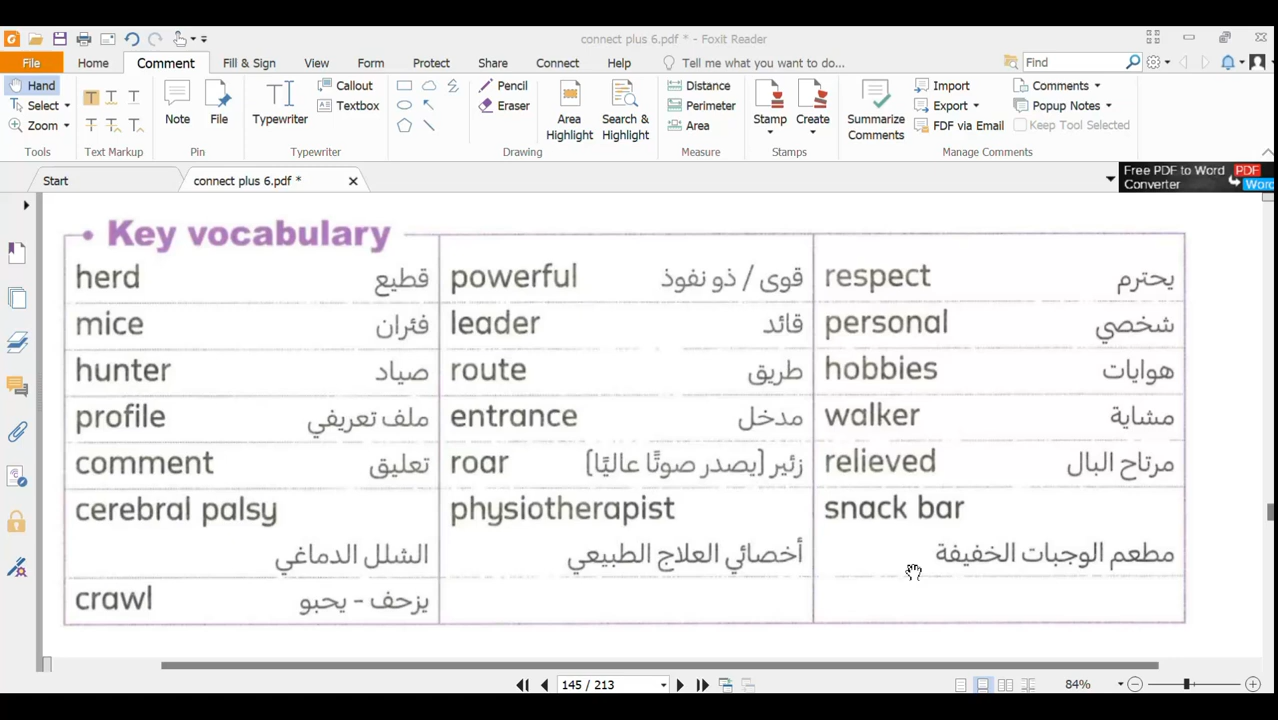 connect plus 6.pdf * - Foxit Reader
File Home Comment Fill & Sign View Form Protect Share Connect Help Tell me what you want to do... Find
Hand Select Zoom
Tools
T T T T T T
Text Markup
Note File
Pin
Typewriter Callout Textbox
Typewriter
Pencil Eraser Area Highlight Search & Highlight
Drawing
Distance Perimeter Area
Measure
Stamp Create
Stamps
Summarize Comments Import Export FDF via Email Comments Popup Notes Keep Tool Selected
Manage Comments
Start connect plus 6.pdf *
Free PDF to Word Converter PDF Word
• Key vocabulary
herd قطيع powerful قوى / ذو نفوذ respect يحترم
mice فئران leader قائد personal شخصي
hunter صياد route طريق hobbies هوايات
profile ملف تعريفي entrance مدخل walker مشاية
comment تعليق roar زئير [يصدر صوتًا عاليًا] relieved مرتاح البال
cerebral palsy physiotherapist snack bar
الشلل الدماغي أخصائي العلاج الطبيعي مطعم الوجبات الخفيفة
crawl يزحف - يحبو
145 / 213 84%